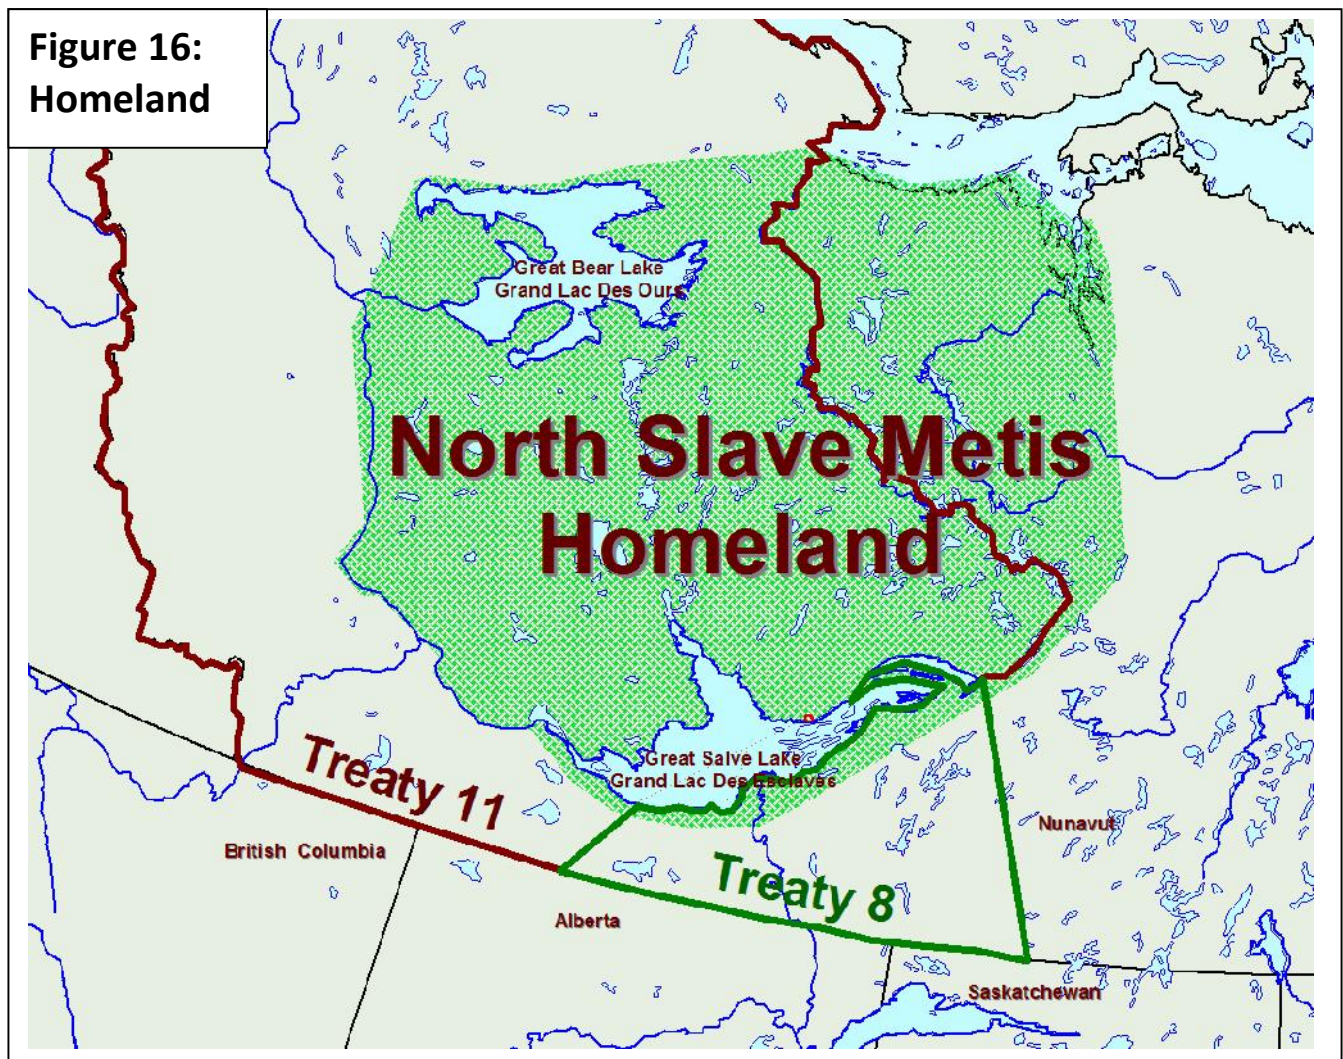 Figure 16:
Homeland
Great Bear Lake
Grand Lac Des Ours
North Slave Metis
Homeland
Great Salve Lake
Grand Lac Des Esclaves
Treaty 11
Nunavut
British Columbia
Treaty 8
Alberta
Saskatchewan